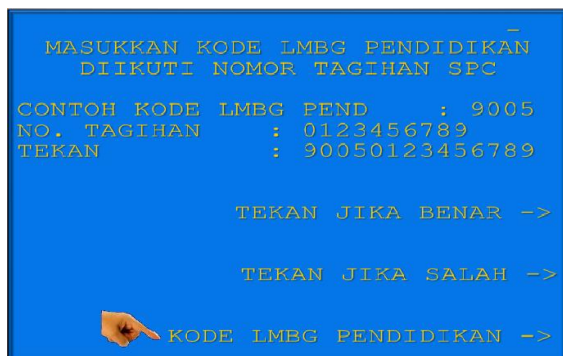 MASUKKAN KODE LMBG PENDIDIKAN
DIIKUTI NOMOR TAGIHAN SPC
CONTOH KODE LMBG PEND : 9005
NO. TAGIHAN : 0123456789
TEKAN : 90050123456789
TEKAN JIKA BENAR ->
TEKAN JIKA SALAH ->
KODE LMBG PENDIDIKAN ->